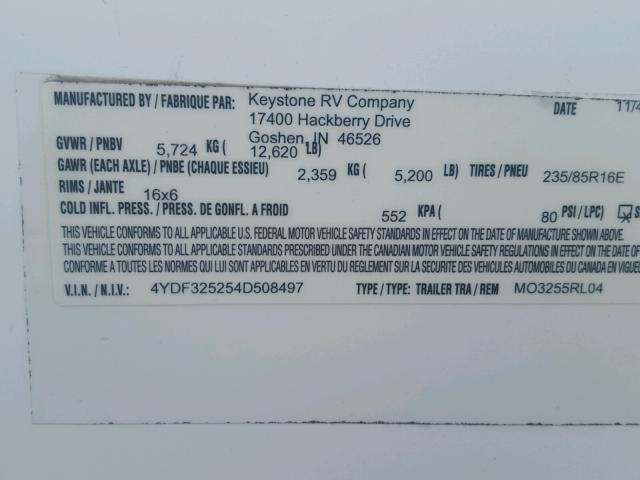 MANUFACTURED BY / FABRIQUE PAR: Keystone RV Company DATE 11/
17400 Hackberry Drive
Goshen, IN 46526
GVWR / PNBV 5,724 KG ( 12,620 LB)
GAWR (EACH AXLE) / PNBE (CHAQUE ESSIEU) 2,359 KG ( 5,200 LB) TIRES / PNEU 235/85R16E
RIMS / JANTE 16x6
COLD INFL. PRESS. / PRESS. DE GONFL. A FROID 552 KPA ( 80 PSI / LPC) S
THIS VEHICLE CONFORMS TO ALL APPLICABLE U.S. FEDERAL MOTOR VEHICLE SAFETY STANDARDS IN EFFECT ON THE DATE OF MANUFACTURE SHOWN ABOVE.
THIS VEHICLE CONFORMS TO ALL APPLICABLE STANDARDS PRESCRIBED UNDER THE CANADIAN MOTOR VEHICLE SAFETY REGULATIONS IN EFFECT ON THE DATE
CONFORME A TOUTES LES NORMES QUI LUI SONT APPLICABLES EN VERTU DU REGLEMENT SUR LA SECURITE DES VEHICULES AUTOMOBILES DU CANADA EN VIGUEUR
V.I.N. / N.I.V.: 4YDF325254D508497 TYPE / TYPE: TRAILER TRA / REM MO3255RL04